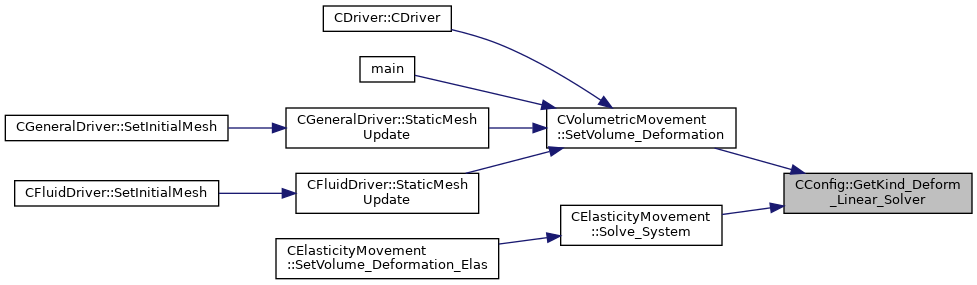 CDriver::CDriver
main
CGeneralDriver::SetInitialMesh
CGeneralDriver::StaticMesh
Update
CVolumetricMovement
::SetVolume_Deformation
CFluidDriver::SetInitialMesh
CFluidDriver::StaticMesh
Update
CConfig::GetKind_Deform
_Linear_Solver
CElasticityMovement
::Solve_System
CElasticityMovement
::SetVolume_Deformation_Elas